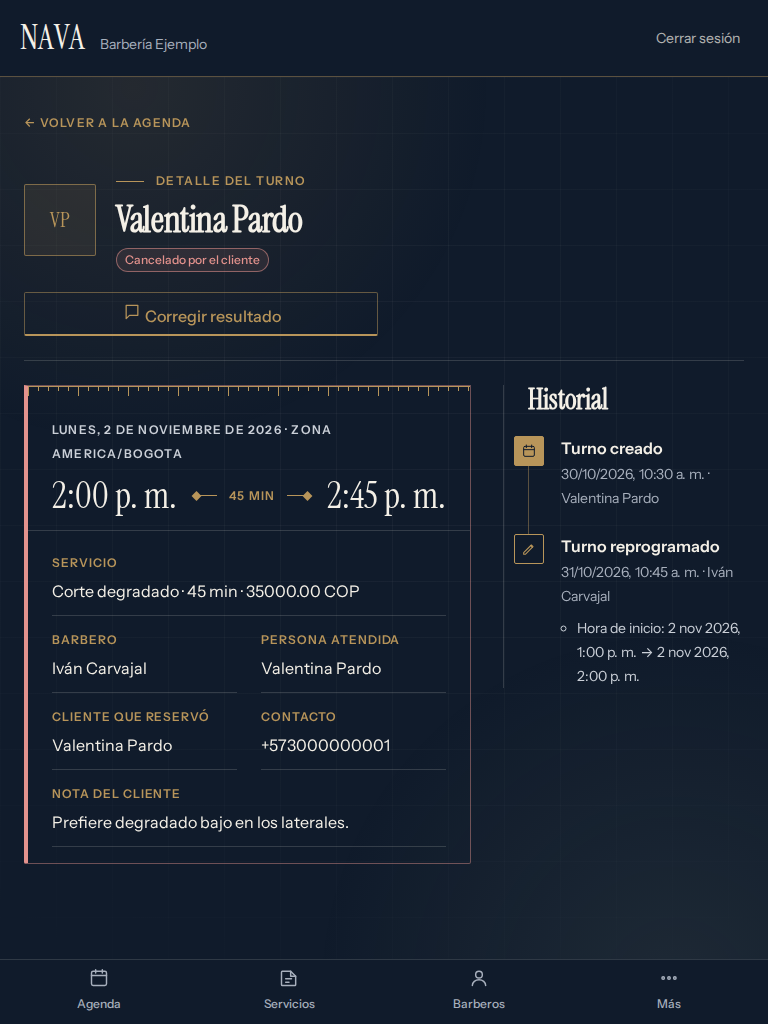 NAVA Barbería Ejemplo
Cerrar sesión
← VOLVER A LA AGENDA
VP
DETALLE DEL TURNO
Valentina Pardo
Cancelado por el cliente
Corregir resultado
LUNES, 2 DE NOVIEMBRE DE 2026 · ZONA
AMERICA/BOGOTA
2:00 p. m. 45 MIN 2:45 p. m.
SERVICIO
Corte degradado · 45 min · 35000.00 COP
BARBERO
Iván Carvajal
PERSONA ATENDIDA
Valentina Pardo
CLIENTE QUE RESERVÓ
Valentina Pardo
CONTACTO
+573000000001
NOTA DEL CLIENTE
Prefiere degradado bajo en los laterales.
Historial
Turno creado
30/10/2026, 10:30 a. m. ·
Valentina Pardo
Turno reprogramado
31/10/2026, 10:45 a. m. · Iván
Carvajal
Hora de inicio: 2 nov 2026,
1:00 p. m. → 2 nov 2026,
2:00 p. m.
Agenda
Servicios
Barberos
Más